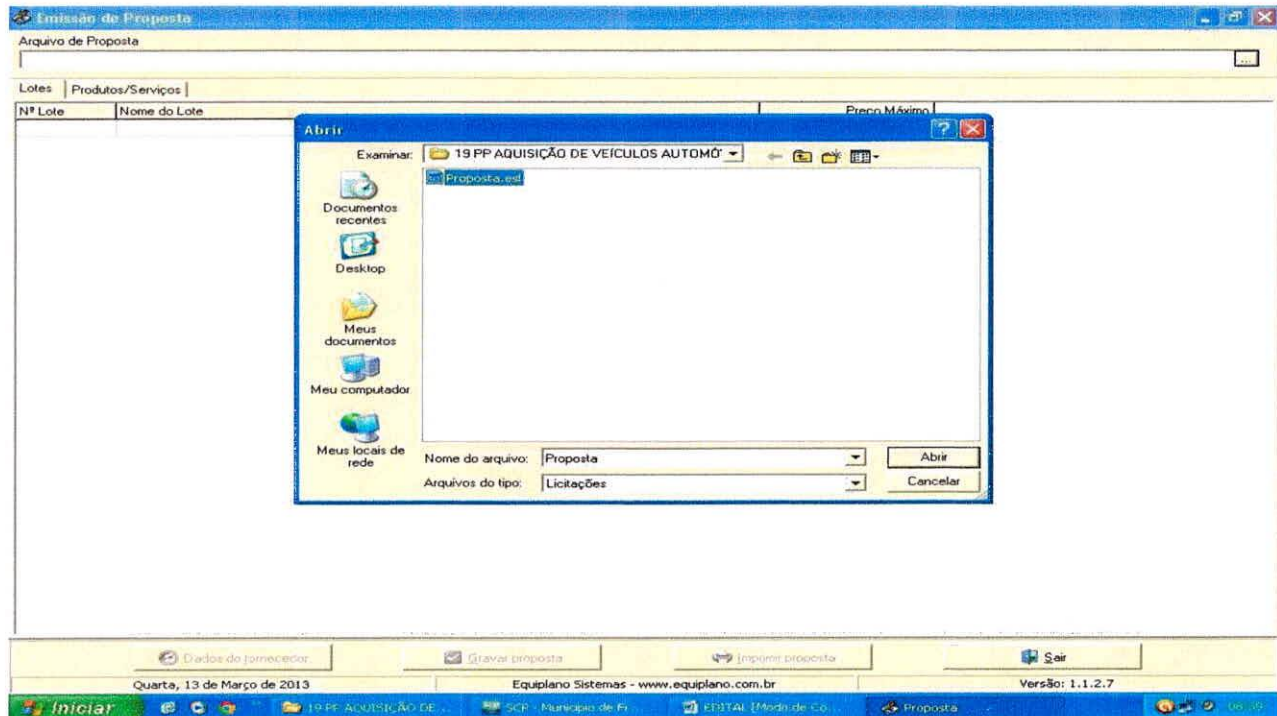 Emissão de Proposta
Arquivo de Proposta
...
Lotes Produtos/Serviços
Nº Lote Nome do Lote Preço Máximo
Abrir
Examinar: 19 PP AQUISIÇÃO DE VEÍCULOS AUTOMÓ
Proposta.esl
Documentos
recentes
Desktop
Meus
documentos
Meu computador
Meus locais de
rede
Nome do arquivo: Proposta Abrir
Arquivos do tipo: Licitações Cancelar
Dados do fornecedor Gravar proposta Imprimir proposta Sair
Quarta, 13 de Março de 2013 Equiplano Sistemas - www.equiplano.com.br Versão: 1.1.2.7
Iniciar 19 PP AQUISIÇÃO DE ... SCP - Município de Fi... EDITAL [Modo de Co... Proposta